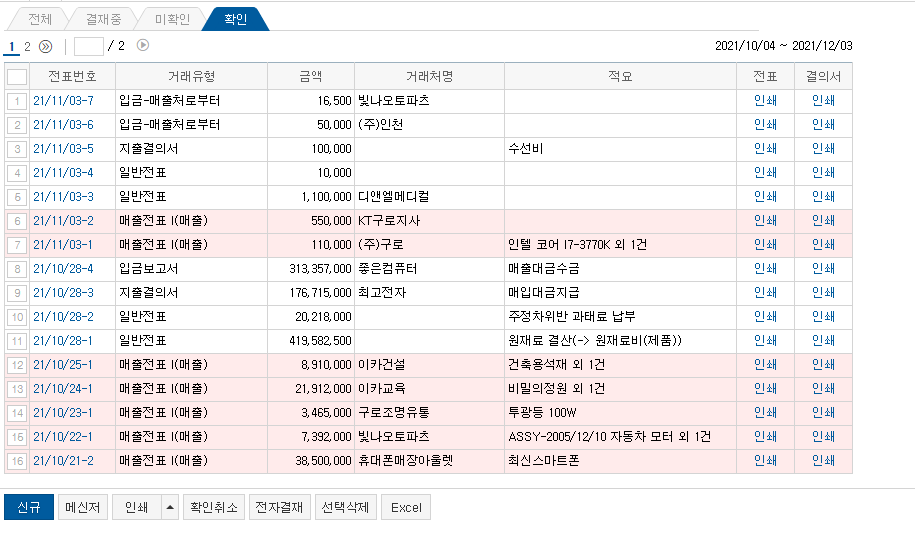 전체 결재중 미확인 확인
1 2 / 2 2021/10/04 ~ 2021/12/03
전표번호 거래유형 금액 거래처명 적요 전표 결의서
1 21/11/03-7 입금-매출처로부터 16,500 빛나오토파츠 인쇄 인쇄
2 21/11/03-6 입금-매출처로부터 50,000 (주)인천 인쇄 인쇄
3 21/11/03-5 지출결의서 100,000 수선비 인쇄 인쇄
4 21/11/03-4 일반전표 10,000 인쇄 인쇄
5 21/11/03-3 일반전표 1,100,000 디앤엘메디컬 인쇄 인쇄
6 21/11/03-2 매출전표 I(매출) 550,000 KT구로지사 인쇄 인쇄
7 21/11/03-1 매출전표 I(매출) 110,000 (주)구로 인텔 코어 I7-3770K 외 1건 인쇄 인쇄
8 21/10/28-4 입금보고서 313,357,000 좋은컴퓨터 매출대금수금 인쇄 인쇄
9 21/10/28-3 지출결의서 176,715,000 최고전자 매입대금지급 인쇄 인쇄
10 21/10/28-2 일반전표 20,218,000 주정차위반 과태료 납부 인쇄 인쇄
11 21/10/28-1 일반전표 419,582,500 원재료 결산(-> 원재료비(제품)) 인쇄 인쇄
12 21/10/25-1 매출전표 I(매출) 8,910,000 이카건설 건축용석재 외 1건 인쇄 인쇄
13 21/10/24-1 매출전표 I(매출) 21,912,000 이카교육 비밀의정원 외 1건 인쇄 인쇄
14 21/10/23-1 매출전표 I(매출) 3,465,000 구로조명유통 투광등 100W 인쇄 인쇄
15 21/10/22-1 매출전표 I(매출) 7,392,000 빛나오토파츠 ASSY-2005/12/10 자동차 모터 외 1건 인쇄 인쇄
16 21/10/21-2 매출전표 I(매출) 38,500,000 휴대폰매장아울렛 최신스마트폰 인쇄 인쇄
신규 메신저 인쇄 확인취소 전자결재 선택삭제 Excel